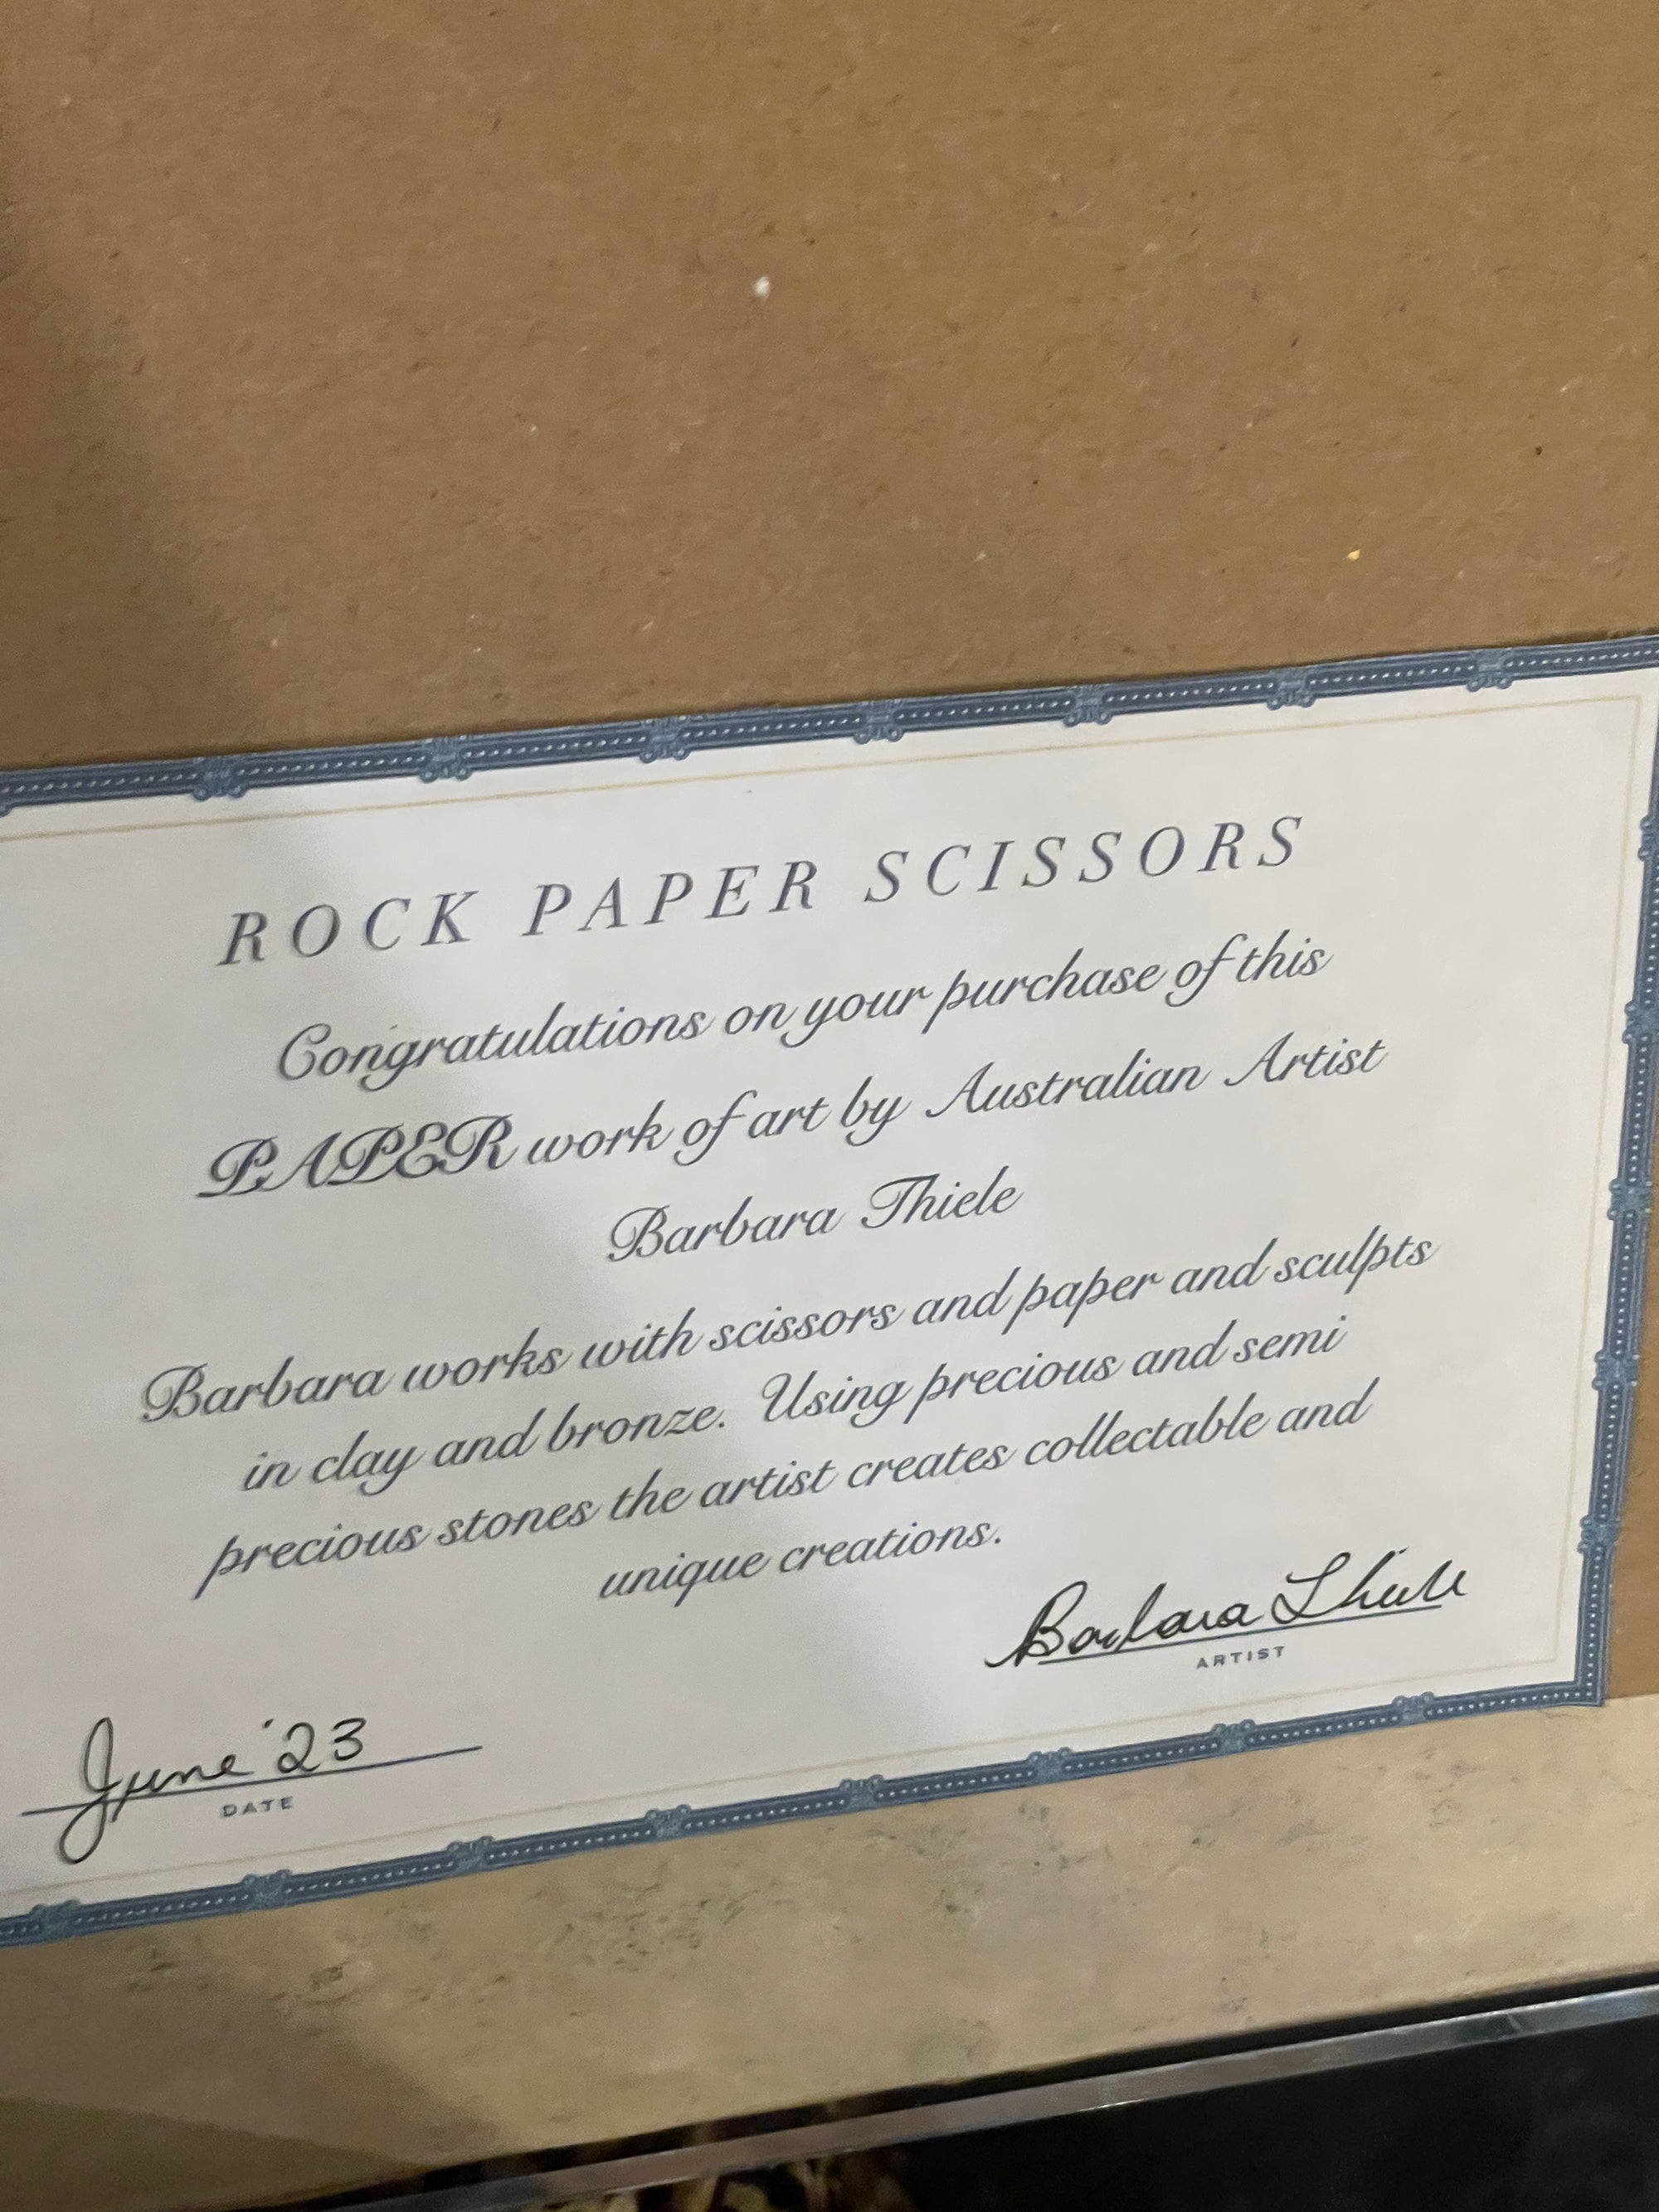 ROCK PAPER SCISSORS
Congratulations on your purchase of this
PAPER work of art by Australian Artist
Barbara Thiele
Barbara works with scissors and paper and sculpts
in clay and bronze. Using precious and semi
precious stones the artist creates collectable and
unique creations.
Barbara Thiele
ARTIST
June '23
DATE